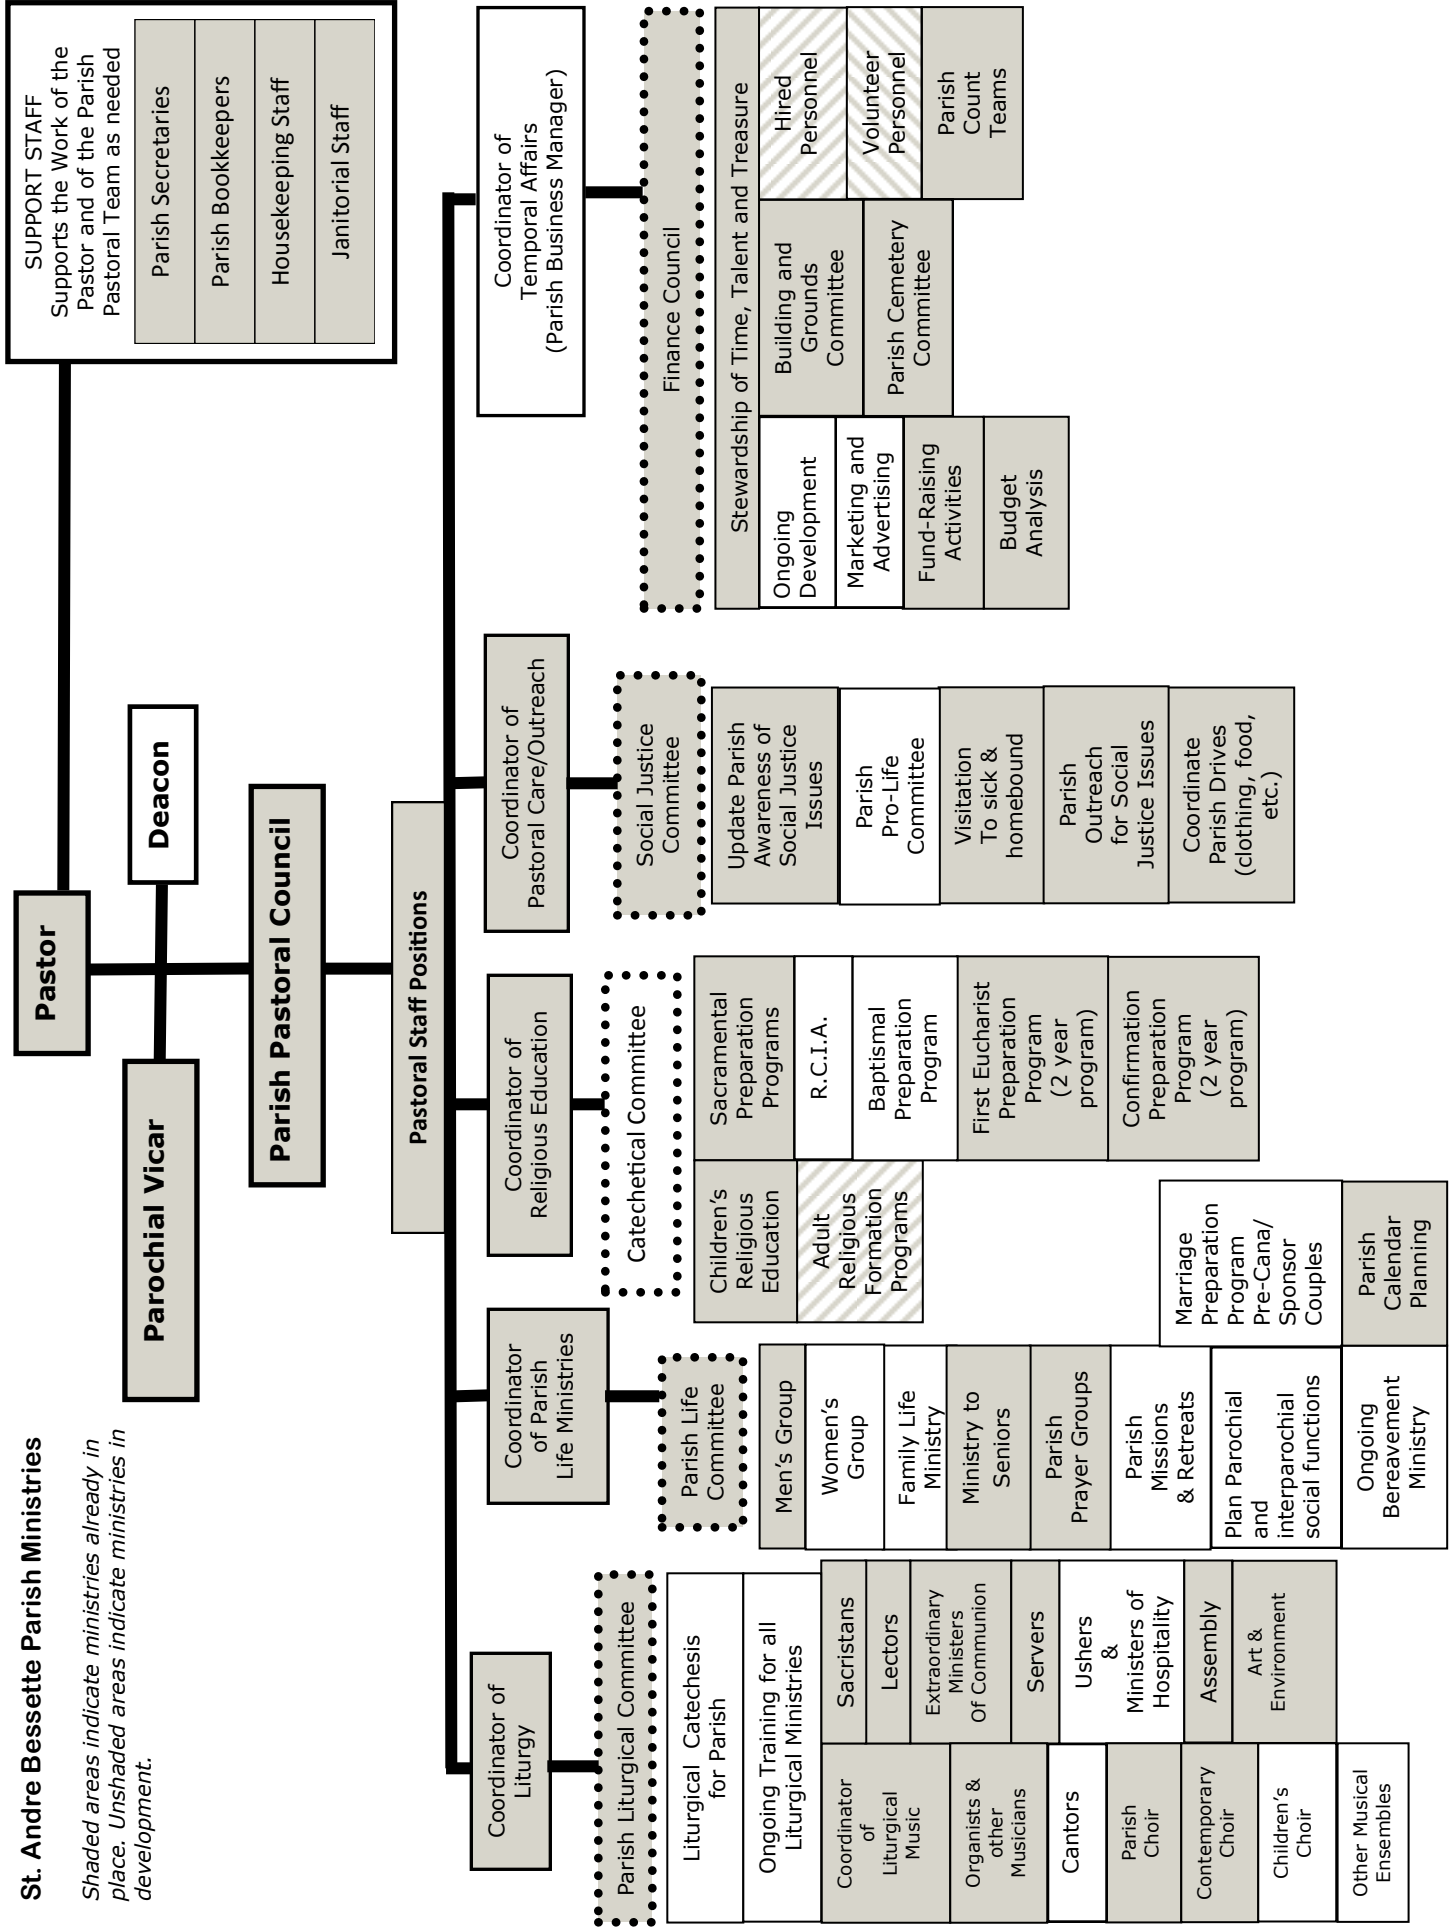 St. Andre Bessette Parish Ministries
Shaded areas indicate ministries already in
place. Unshaded areas indicate ministries in
development.
Pastor
Parochial Vicar
Deacon
SUPPORT STAFF
Supports the Work of the
Pastor and of the Parish
Pastoral Team as needed
Parish Secretaries
Parish Bookkeepers
Housekeeping Staff
Janitorial Staff
Parish Pastoral Council
Pastoral Staff Positions
Coordinator of
Liturgy
Parish Liturgical Committee
Liturgical Catechesis
for Parish
Ongoing Training for all
Liturgical Ministries
Coordinator
of
Liturgical
Music
Organists &
other
Musicians
Cantors
Parish
Choir
Contemporary
Choir
Children's
Choir
Other Musical
Ensembles
Sacristans
Lectors
Extraordinary
Ministers
Of Communion
Servers
Ushers
&
Ministers of
Hospitality
Assembly
Art &
Environment
Coordinator
of Parish
Life Ministries
Parish Life
Committee
Men's Group
Women's
Group
Family Life
Ministry
Ministry to
Seniors
Parish
Prayer Groups
Parish
Missions
& Retreats
Plan Parochial
and
interparochial
social functions
Ongoing
Bereavement
Ministry
Marriage
Preparation
Program
Pre-Cana/
Sponsor
Couples
Parish
Calendar
Planning
Coordinator of
Religious Education
Catechetical Committee
Children's
Religious
Education
Adult
Religious
Formation
Programs
Sacramental
Preparation
Programs
R.C.I.A.
Baptismal
Preparation
Program
First Eucharist
Preparation
Program
(2 year
program)
Confirmation
Preparation
Program
(2 year
program)
Coordinator of
Pastoral Care/Outreach
Social Justice
Committee
Update Parish
Awareness of
Social Justice
Issues
Parish
Pro-Life
Committee
Visitation
To sick &
homebound
Parish
Outreach
for Social
Justice Issues
Coordinate
Parish Drives
(clothing, food,
etc.)
Coordinator of
Temporal Affairs
(Parish Business Manager)
Finance Council
Stewardship of Time, Talent and Treasure
Ongoing
Development
Marketing and
Advertising
Fund-Raising
Activities
Budget
Analysis
Building and
Grounds
Committee
Parish Cemetery
Committee
Hired
Personnel
Volunteer
Personnel
Parish
Count
Teams